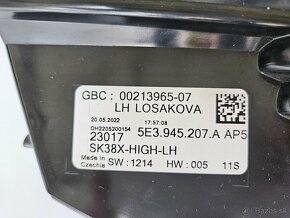 GBC : 00213965-07
LH LOSAKOVA
20.05.2022 17:57:08
OH2205200154
23017 5E3.945.207.A AP5
SK38X-HIGH-LH
Made in
Czechia SW : 1214 HW : 005 11S